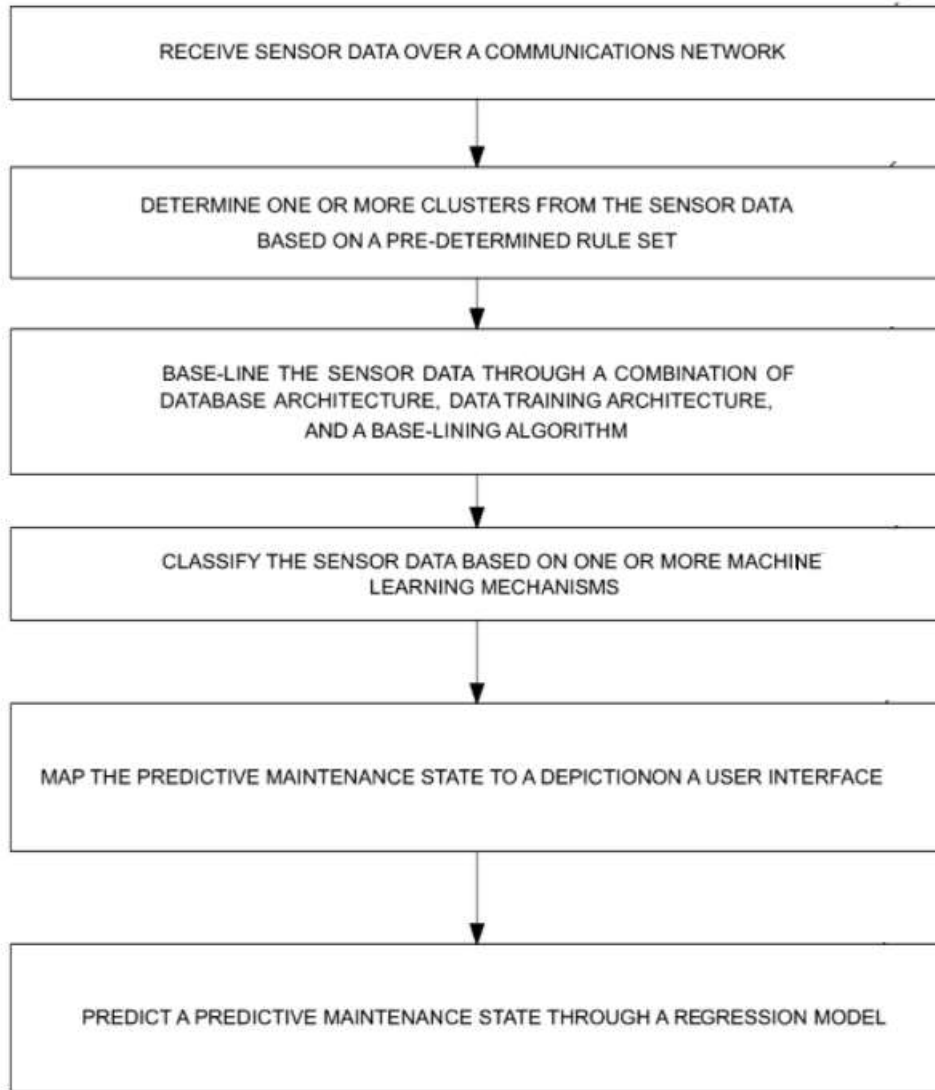 RECEIVE SENSOR DATA OVER A COMMUNICATIONS NETWORK
DETERMINE ONE OR MORE CLUSTERS FROM THE SENSOR DATA
BASED ON A PRE-DETERMINED RULE SET
BASE-LINE THE SENSOR DATA THROUGH A COMBINATION OF
DATABASE ARCHITECTURE, DATA TRAINING ARCHITECTURE,
AND A BASE-LINING ALGORITHM
CLASSIFY THE SENSOR DATA BASED ON ONE OR MORE MACHINE
LEARNING MECHANISMS
MAP THE PREDICTIVE MAINTENANCE STATE TO A DEPICTIONON A USER INTERFACE
PREDICT A PREDICTIVE MAINTENANCE STATE THROUGH A REGRESSION MODEL